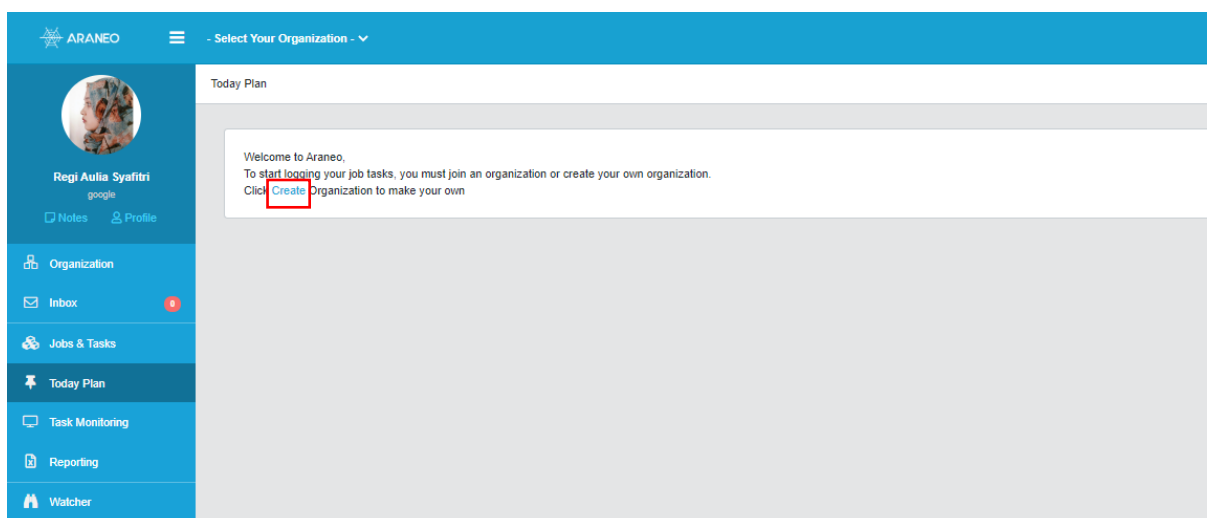 ARANEO
- Select Your Organization -
Regi Aulia Syafitri
google
Notes Profile
Organization
Inbox 0
Jobs & Tasks
Today Plan
Task Monitoring
Reporting
Watcher
Today Plan
Welcome to Araneo,
To start logging your job tasks, you must join an organization or create your own organization.
Click Create Organization to make your own